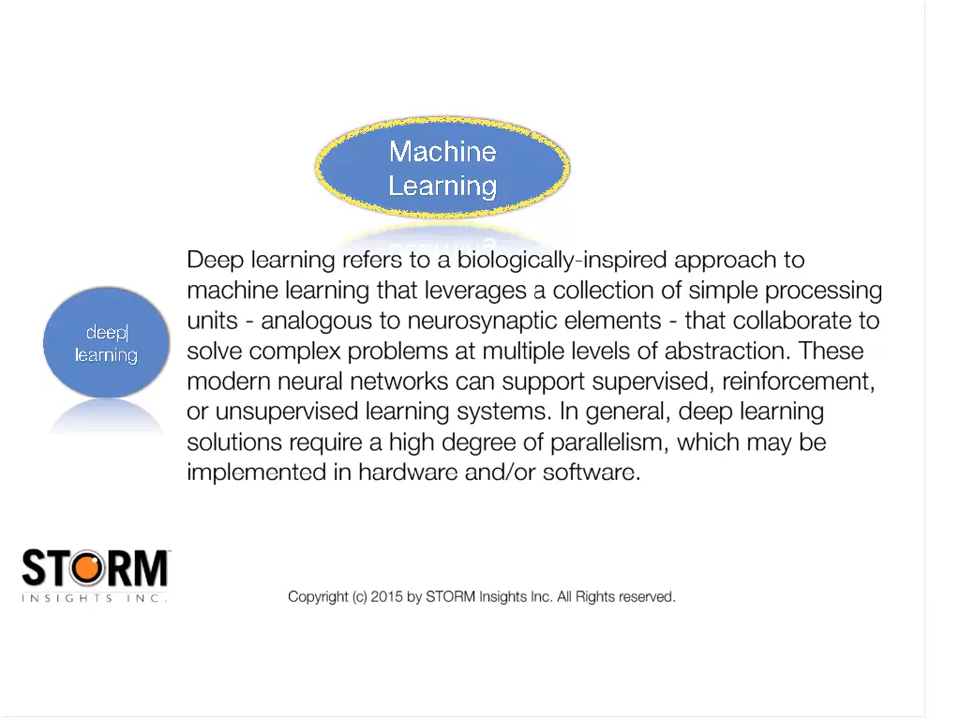 Machine
Learning
Deep learning refers to a biologically-inspired approach to
machine learning that leverages a collection of simple processing
units - analogous to neurosynaptic elements - that collaborate to
solve complex problems at multiple levels of abstraction. These
modern neural networks can support supervised, reinforcement,
or unsupervised learning systems. In general, deep learning
solutions require a high degree of parallelism, which may be
implemented in hardware and/or software.
deep|
learning
STORM™
INSIGHTS INC.
Copyright (c) 2015 by STORM Insights Inc. All Rights reserved.